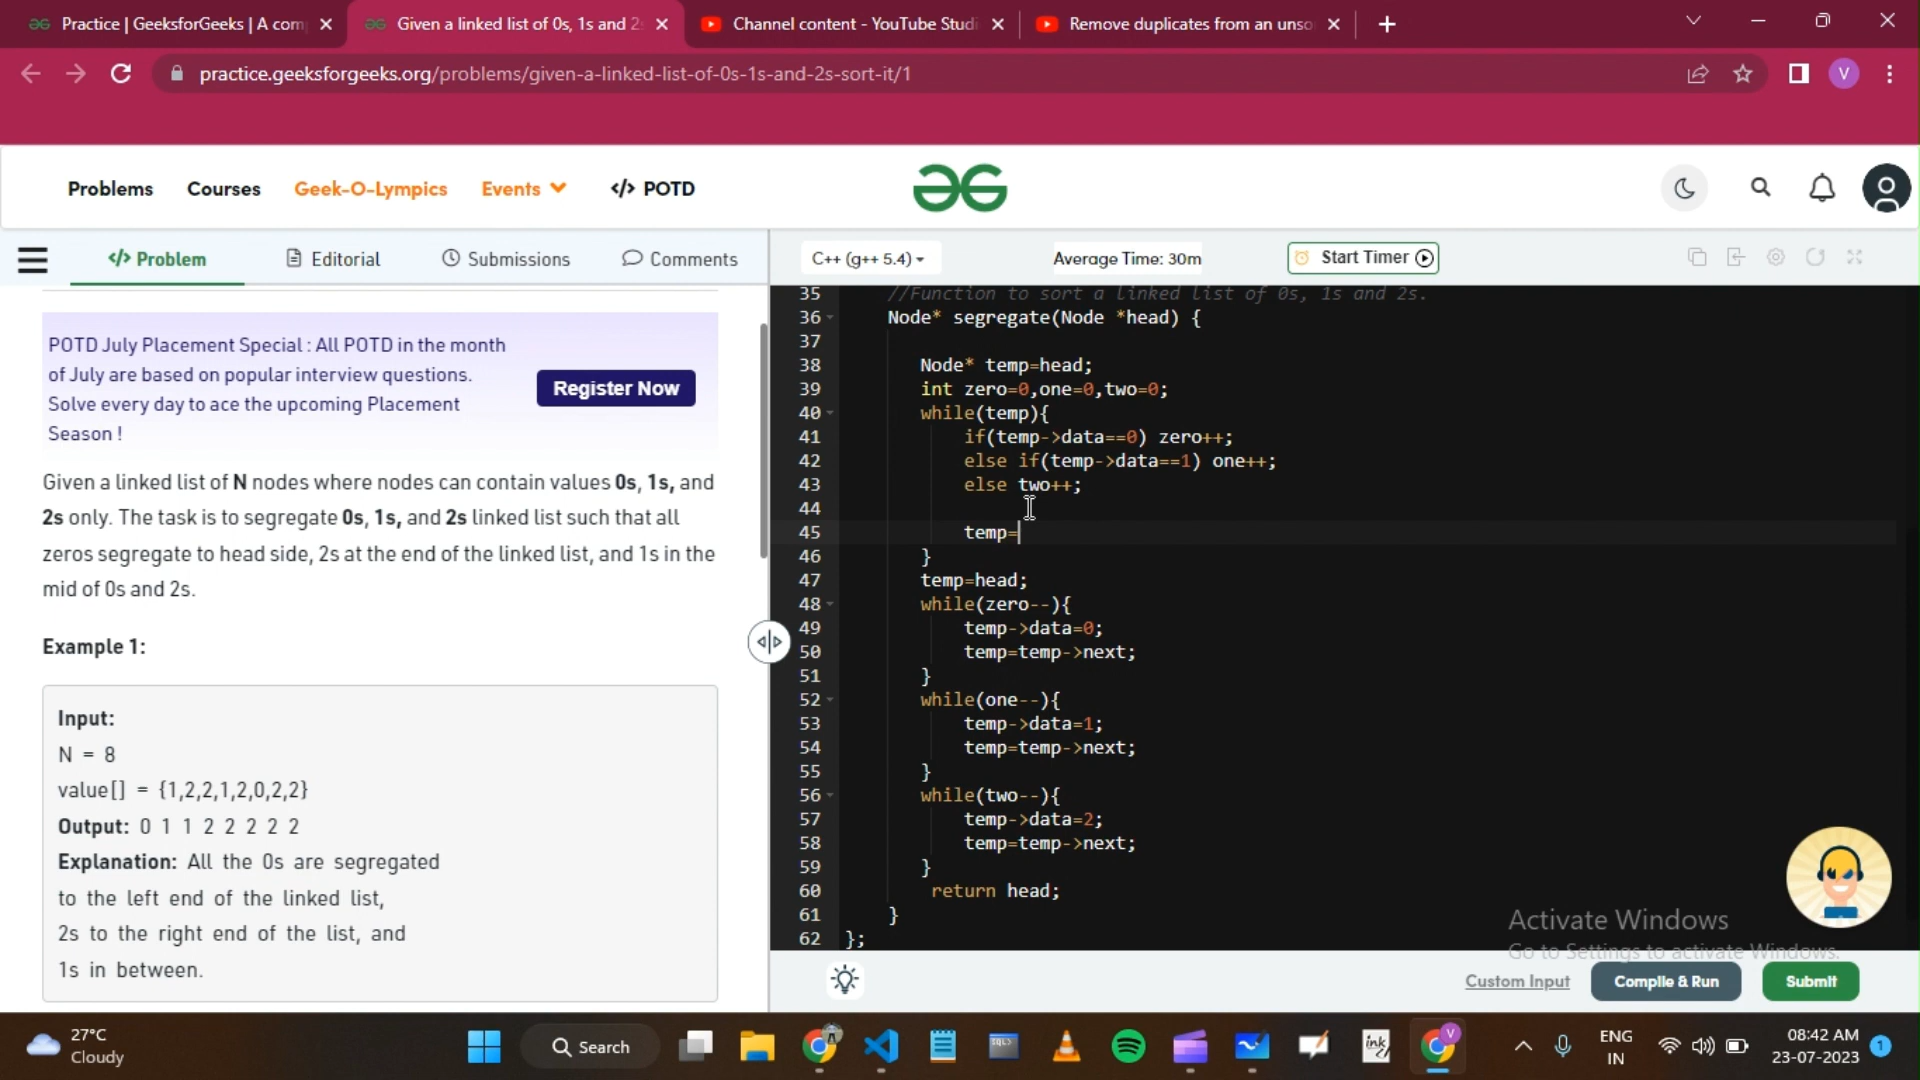 Practice | GeeksforGeeks | A com
Given a linked list of 0s, 1s and 2
Channel content - YouTube Studi
Remove duplicates from an unso
practice.geeksforgeeks.org/problems/given-a-linked-list-of-0s-1s-and-2s-sort-it/1
V
Problems
Courses
Geek-O-Lympics
Events
</> POTD
</> Problem
Editorial
Submissions
Comments
C++ (g++ 5.4)
Average Time: 30m
Start Timer
POTD July Placement Special : All POTD in the month
of July are based on popular interview questions.
Solve every day to ace the upcoming Placement
Season !
Register Now
Given a linked list of N nodes where nodes can contain values 0s, 1s, and
2s only. The task is to segregate 0s, 1s, and 2s linked list such that all
zeros segregate to head side, 2s at the end of the linked list, and 1s in the
mid of 0s and 2s.
Example 1:
Input:
N = 8
value[] = {1,2,2,1,2,0,2,2}
Output: 0 1 1 2 2 2 2 2
Explanation: All the 0s are segregated
to the left end of the linked list,
2s to the right end of the list, and
1s in between.
35 //Function to sort a linked list of 0s, 1s and 2s.
36 Node* segregate(Node *head) {
37
38 Node* temp=head;
39 int zero=0,one=0,two=0;
40 while(temp){
41 if(temp->data==0) zero++;
42 else if(temp->data==1) one++;
43 else two++;
44
45 temp=
46 }
47 temp=head;
48 while(zero--){
49 temp->data=0;
50 temp=temp->next;
51 }
52 while(one--){
53 temp->data=1;
54 temp=temp->next;
55 }
56 while(two--){
57 temp->data=2;
58 temp=temp->next;
59 }
60 return head;
61 }
62 };
Activate Windows
Go to Settings to activate Windows.
Custom Input
Compile & Run
Submit
27°C
Cloudy
Search
SQL>
ink
V
ENG
IN
08:42 AM
23-07-2023
1